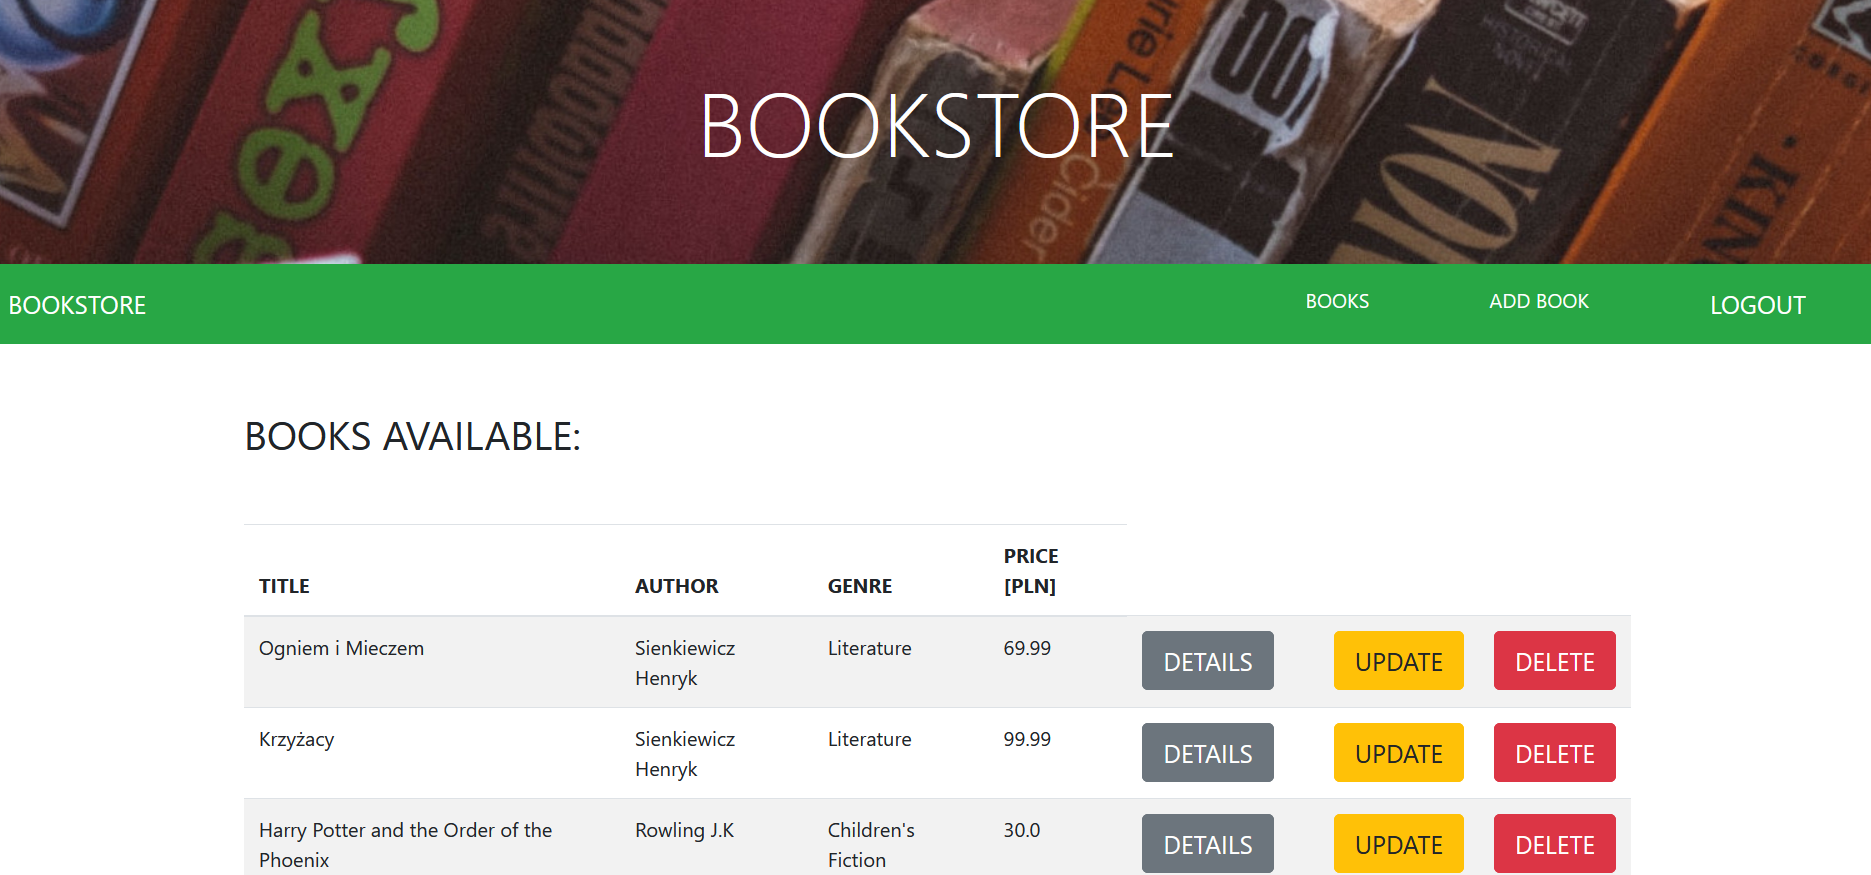 BOOKSTORE
BOOKSTORE
BOOKS
ADD BOOK
LOGOUT
BOOKS AVAILABLE:
TITLE
AUTHOR
GENRE
PRICE
[PLN]
Ogniem i Mieczem
Sienkiewicz
Henryk
Literature
69.99
DETAILS
UPDATE
DELETE
Krzyżacy
Sienkiewicz
Henryk
Literature
99.99
DETAILS
UPDATE
DELETE
Harry Potter and the Order of the
Phoenix
Rowling J.K
Children's
Fiction
30.0
DETAILS
UPDATE
DELETE